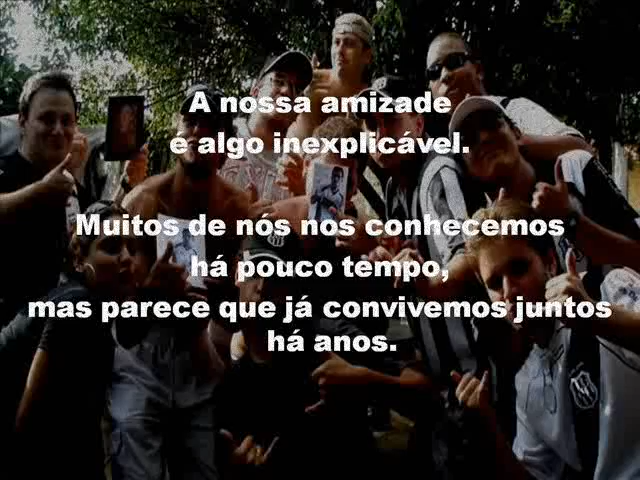 A nossa amizade
é algo inexplicável.
Muitos de nós nos conhecemos
há pouco tempo,
mas parece que já convivemos juntos
há anos.